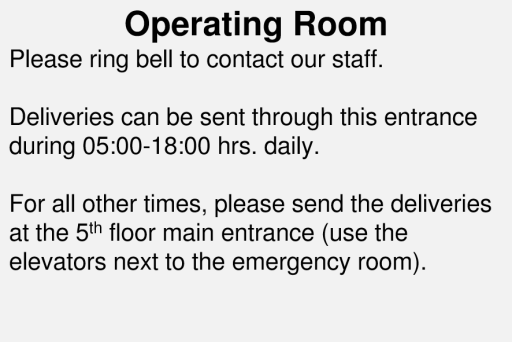 Operating Room
Please ring bell to contact our staff.
Deliveries can be sent through this entrance
during 05:00-18:00 hrs. daily.
For all other times, please send the deliveries
at the 5th floor main entrance (use the
elevators next to the emergency room).